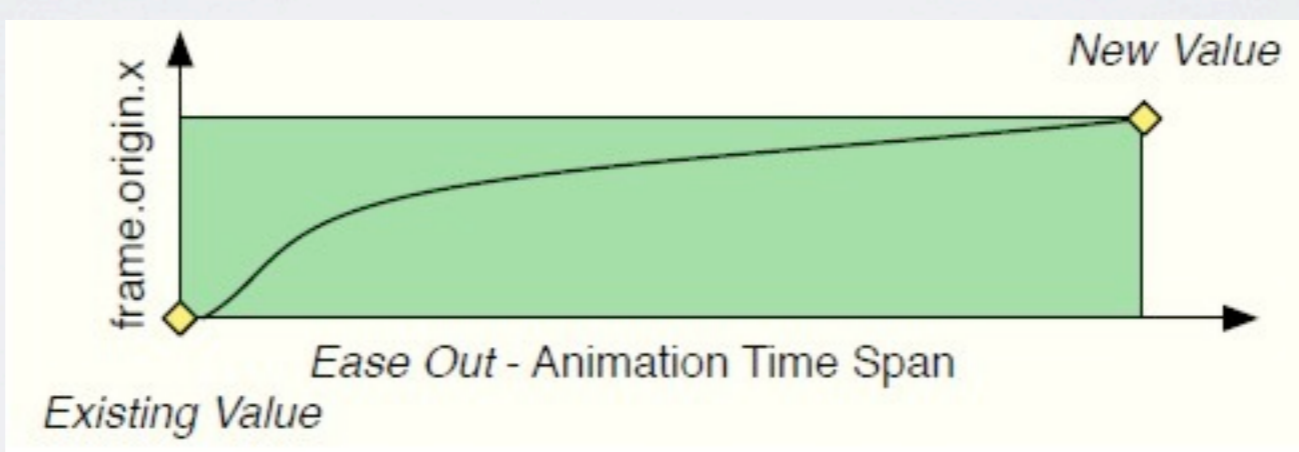 New Value
frame.origin.x
Ease Out - Animation Time Span
Existing Value